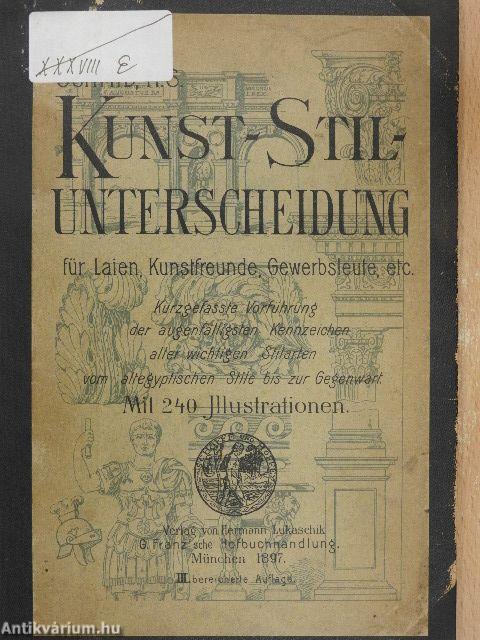 XXXVIII E
KUNST-STIL-
UNTERSCHEIDUNG
für Laien, Kunstfreunde, Gewerbsleute, etc.
Kurzgefasste Vorführung
der augenfälligsten Kennzeichen
aller wichtigen Stilarten
vom altegyptischen Stile bis zur Gegenwart.
Mit 240 Jllustrationen.
Verlag von Hermann Lukaschik
G. Franz'sche Hofbuchhandlung.
München 1897.
III. bereicherte Auflage.
Antikvárium.hu